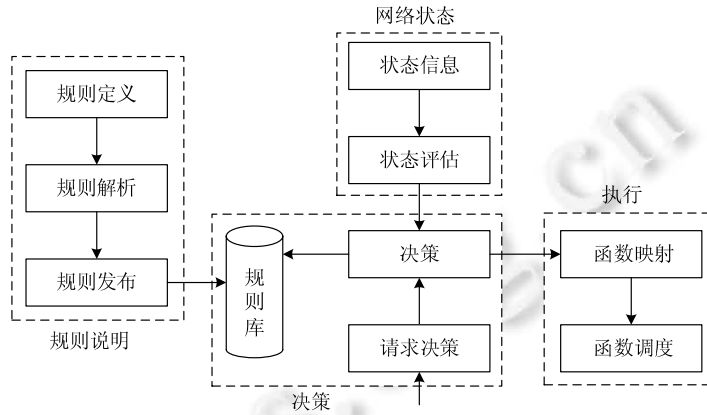 网络状态
状态信息
状态评估
规则定义
规则解析
规则发布
规则说明
规则库
决策
请求决策
决策
执行
函数映射
函数调度
cn